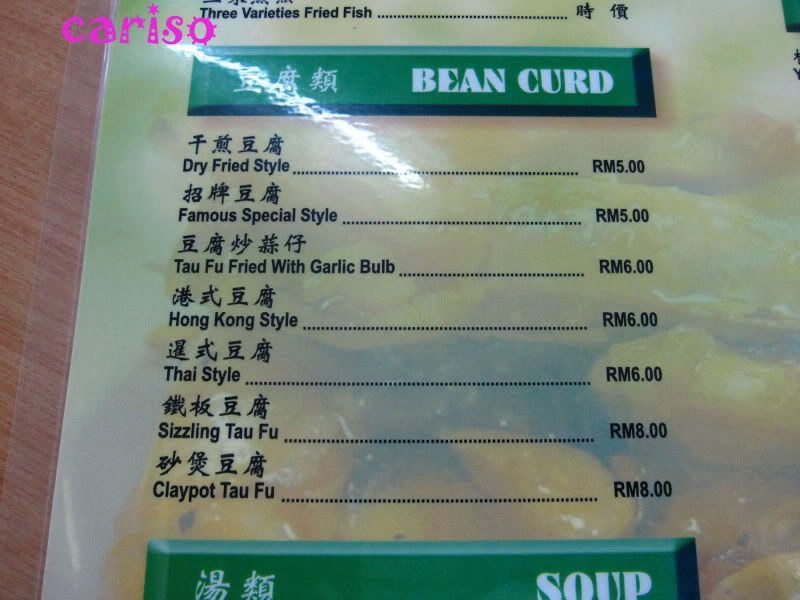 cariso
Three Varieties Fried Fish 時價
豆腐類 BEAN CURD
干煎豆腐
Dry Fried Style RM5.00
招牌豆腐
Famous Special Style RM5.00
豆腐炒蒜仔
Tau Fu Fried With Garlic Bulb RM6.00
港式豆腐
Hong Kong Style RM6.00
暹式豆腐
Thai Style RM6.00
鐵板豆腐
Sizzling Tau Fu RM8.00
砂煲豆腐
Claypot Tau Fu RM8.00
湯類 SOUP